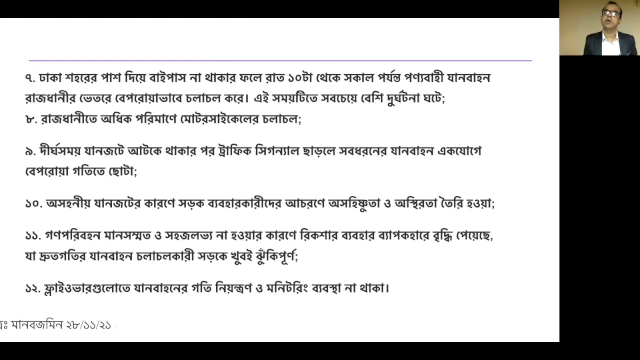 ৭. ঢাকা শহরের পাশ দিয়ে বাইপাস না থাকার ফলে রাত ১০টা থেকে সকাল পর্যন্ত পণ্যবাহী যানবাহন
রাজধানীর ভেতরে বেপরোয়াভাবে চলাচল করে। এই সময়টিতে সবচেয়ে বেশি দুর্ঘটনা ঘটে;
৮. রাজধানীতে অধিক পরিমাণে মোটরসাইকেলের চলাচল;
৯. দীর্ঘসময় যানজটে আটকে থাকার পর ট্রাফিক সিগন্যাল ছাড়লে সবধরনের যানবাহন একযোগে
বেপরোয়া গতিতে ছোটা;
১০. অসহনীয় যানজটের কারণে সড়ক ব্যবহারকারীদের আচরণে অসহিষ্ণুতা ও অস্থিরতা তৈরি হওয়া;
১১. গণপরিবহন মানসম্মত ও সহজলভ্য না হওয়ার কারণে রিকশার ব্যবহার ব্যাপকহারে বৃদ্ধি পেয়েছে,
যা দ্রুতগতির যানবাহন চলাচলকারী সড়কে খুবই ঝুঁকিপূর্ণ;
১২. ফ্লাইওভারগুলোতে যানবাহনের গতি নিয়ন্ত্রণ ও মনিটরিং ব্যবস্থা না থাকা।
মানবজমিন ২৮/১১/২১